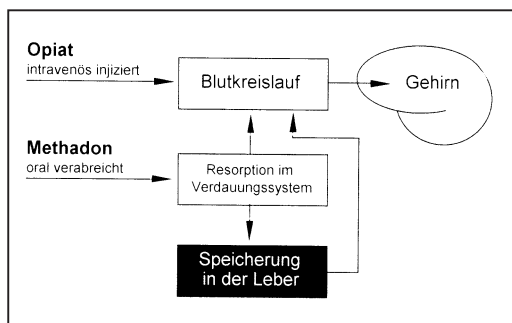 Opiat
intravenös injiziert
Blutkreislauf
Gehirn
Methadon
oral verabreicht
Resorption im
Verdauungssystem
Speicherung
in der Leber